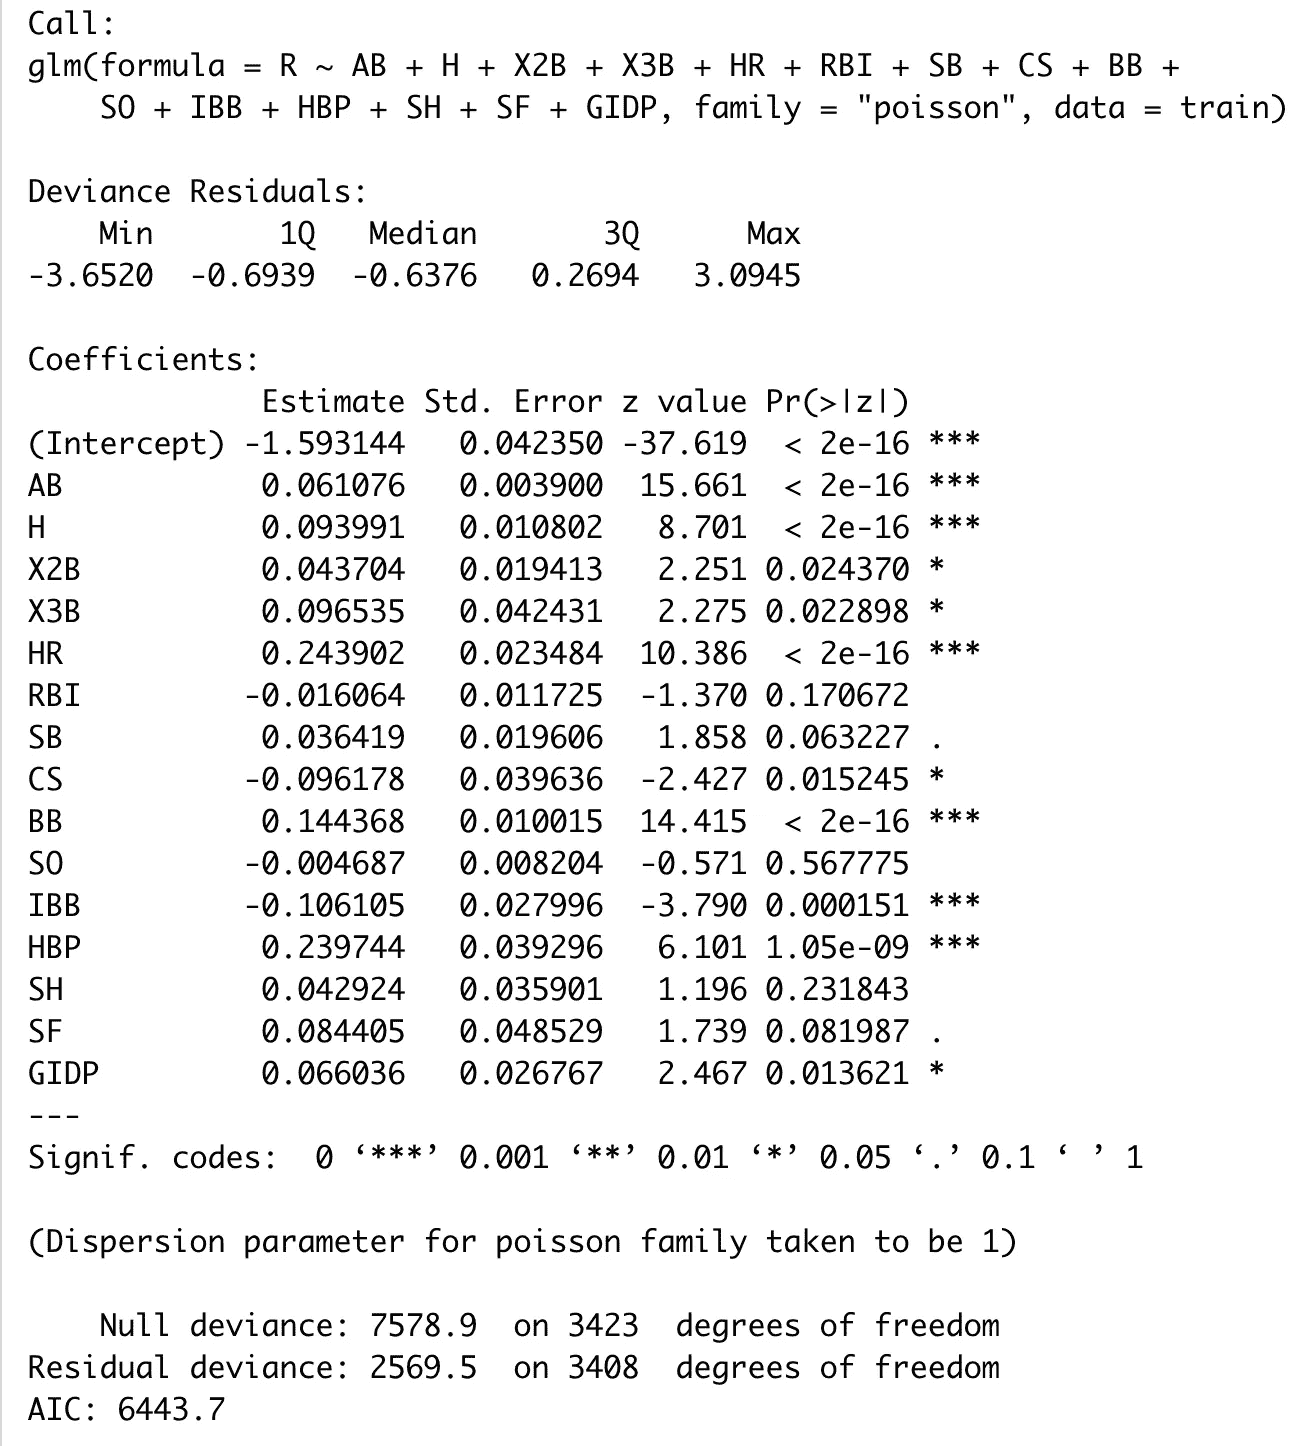 Call:
glm(formula = R ~ AB + H + X2B + X3B + HR + RBI + SB + CS + BB +
    SO + IBB + HBP + SH + SF + GIDP, family = "poisson", data = train)

Deviance Residuals:
    Min       1Q   Median       3Q      Max
-3.6520  -0.6939  -0.6376   0.2694   3.0945

Coefficients:
             Estimate Std. Error z value Pr(>|z|)
(Intercept) -1.593144   0.042350 -37.619  < 2e-16 ***
AB           0.061076   0.003900  15.661  < 2e-16 ***
H            0.093991   0.010802   8.701  < 2e-16 ***
X2B          0.043704   0.019413   2.251 0.024370 *
X3B          0.096535   0.042431   2.275 0.022898 *
HR           0.243902   0.023484  10.386  < 2e-16 ***
RBI         -0.016064   0.011725  -1.370 0.170672
SB           0.036419   0.019606   1.858 0.063227 .
CS          -0.096178   0.039636  -2.427 0.015245 *
BB           0.144368   0.010015  14.415  < 2e-16 ***
SO          -0.004687   0.008204  -0.571 0.567775
IBB         -0.106105   0.027996  -3.790 0.000151 ***
HBP          0.239744   0.039296   6.101 1.05e-09 ***
SH           0.042924   0.035901   1.196 0.231843
SF           0.084405   0.048529   1.739 0.081987 .
GIDP         0.066036   0.026767   2.467 0.013621 *
---
Signif. codes:  0 ‘***’ 0.001 ‘**’ 0.01 ‘*’ 0.05 ‘.’ 0.1 ‘ ’ 1

(Dispersion parameter for poisson family taken to be 1)

    Null deviance: 7578.9  on 3423  degrees of freedom
Residual deviance: 2569.5  on 3408  degrees of freedom
AIC: 6443.7